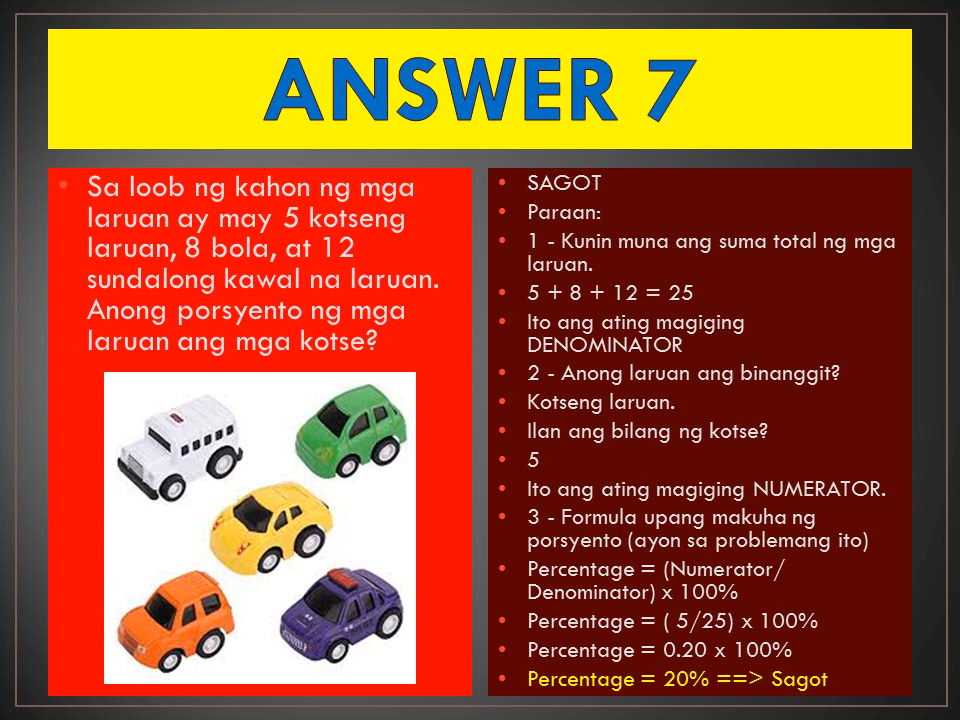 ANSWER 7
• Sa loob ng kahon ng mga
laruan ay may 5 kotseng
laruan, 8 bola, at 12
sundalong kawal na laruan.
Anong porsyento ng mga
laruan ang mga kotse?
• SAGOT
• Paraan:
• 1 - Kunin muna ang suma total ng mga
laruan.
• 5 + 8 + 12 = 25
• Ito ang ating magiging
DENOMINATOR
• 2 - Anong laruan ang binanggit?
• Kotseng laruan.
• Ilan ang bilang ng kotse?
• 5
• Ito ang ating magiging NUMERATOR.
• 3 - Formula upang makuha ng
porsyento (ayon sa problemang ito)
• Percentage = (Numerator/
Denominator) x 100%
• Percentage = ( 5/25) x 100%
• Percentage = 0.20 x 100%
• Percentage = 20% ==> Sagot